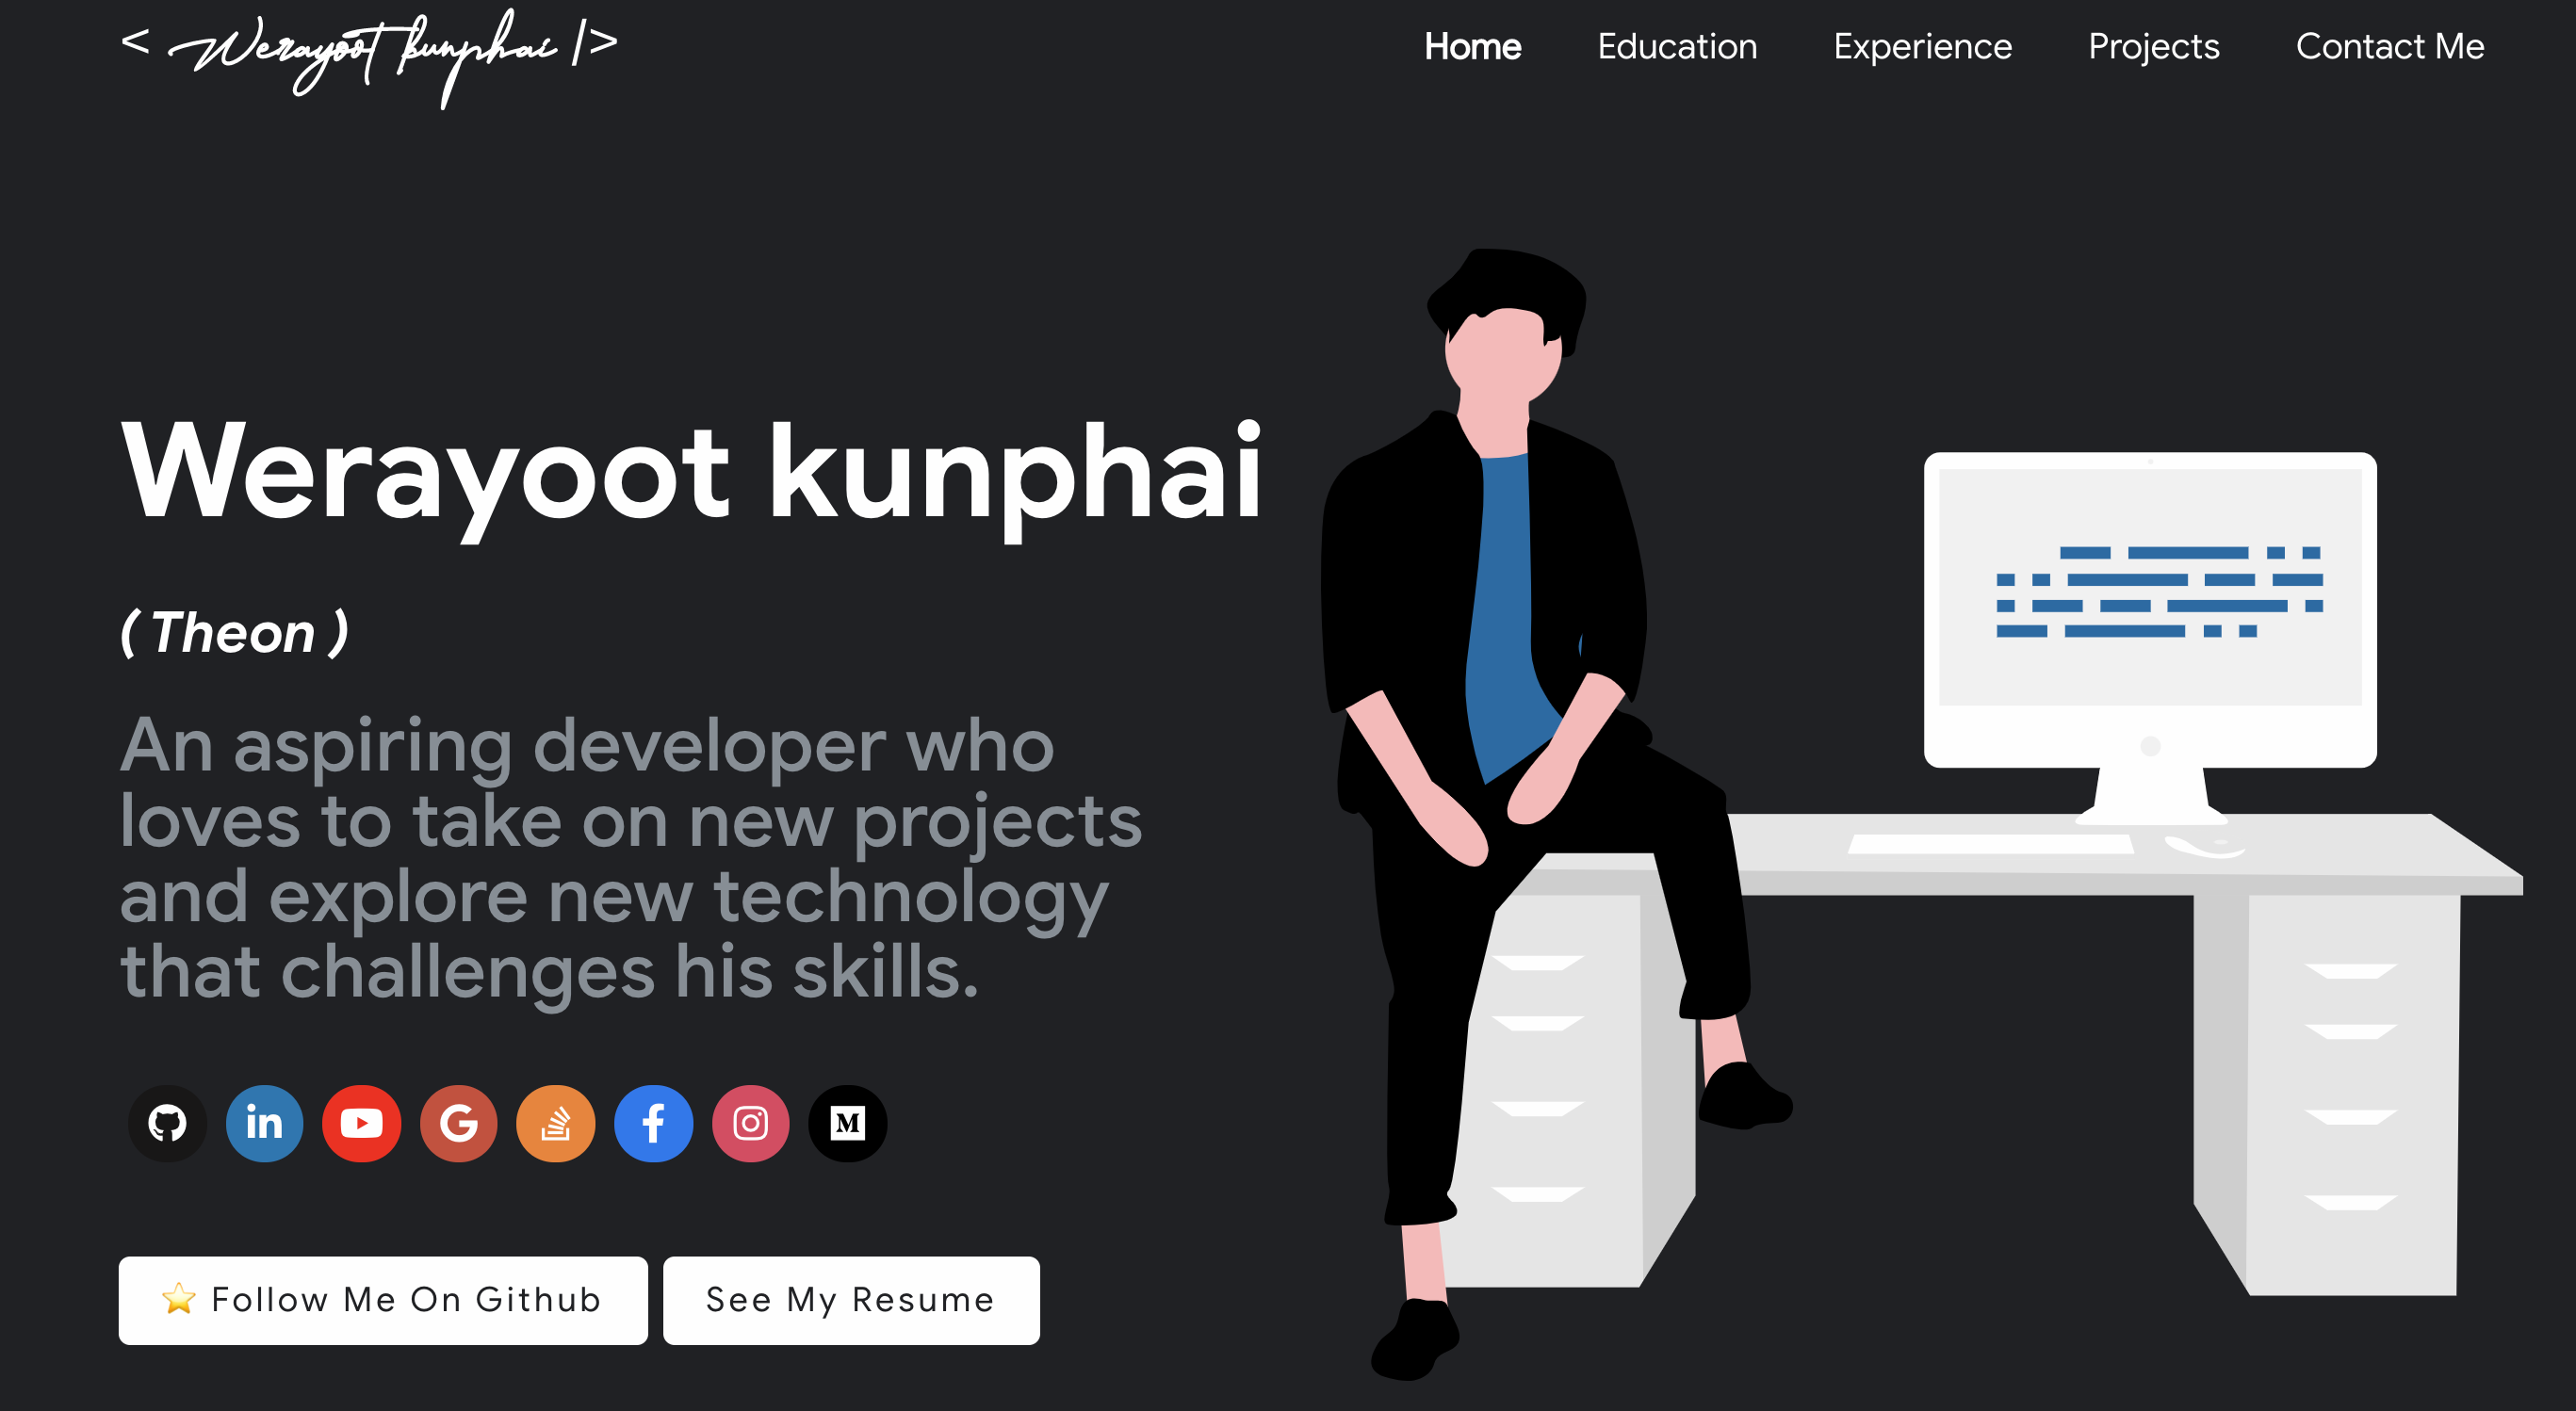 < Werayoot kunphai />
Home Education Experience Projects Contact Me
Werayoot kunphai
( Theon )
An aspiring developer who
loves to take on new projects
and explore new technology
that challenges his skills.
⭐ Follow Me On Github
See My Resume